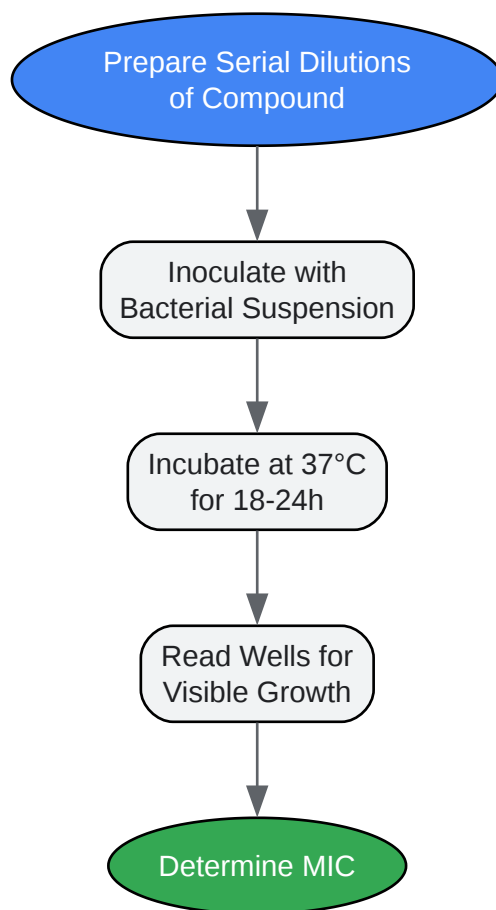 Prepare Serial Dilutions
of Compound
Inoculate with
Bacterial Suspension
Incubate at 37°C
for 18-24h
Read Wells for
Visible Growth
Determine MIC